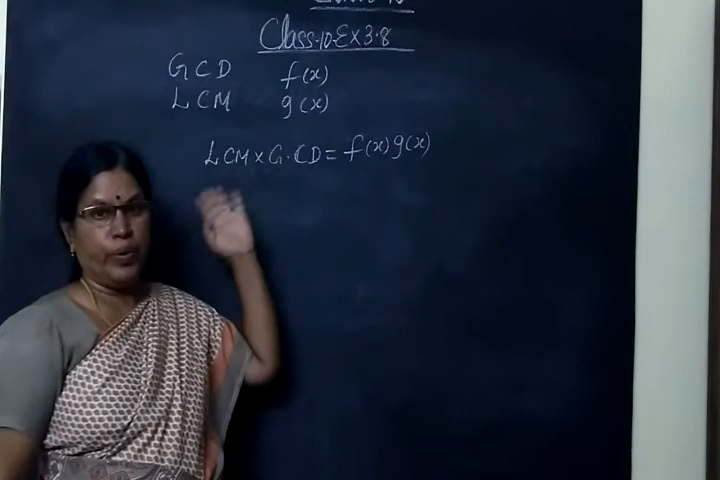 Class-10-Ex 3.8
GCD f(x)
LCM g(x)
LCM × G.CD = f(x) g(x)